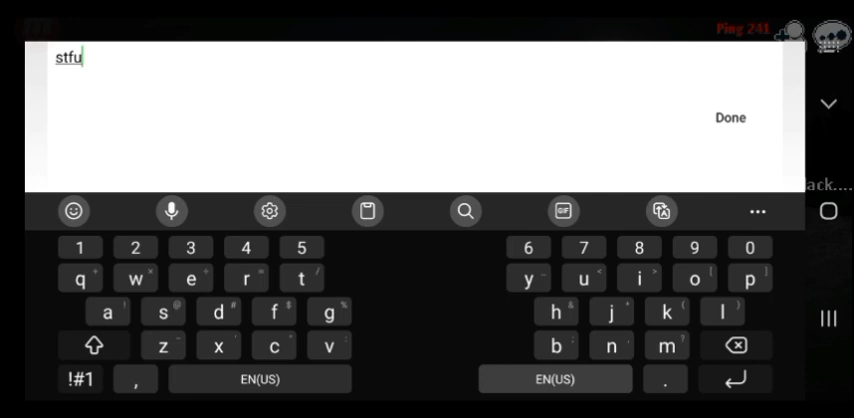 Ping 241
stfu
Done
ack....
GIF
1 2 3 4 5 6 7 8 9 0
q w e r t y u i o p
a s d f g h j k l
z x c v b n m
!#1 , EN(US) EN(US) .